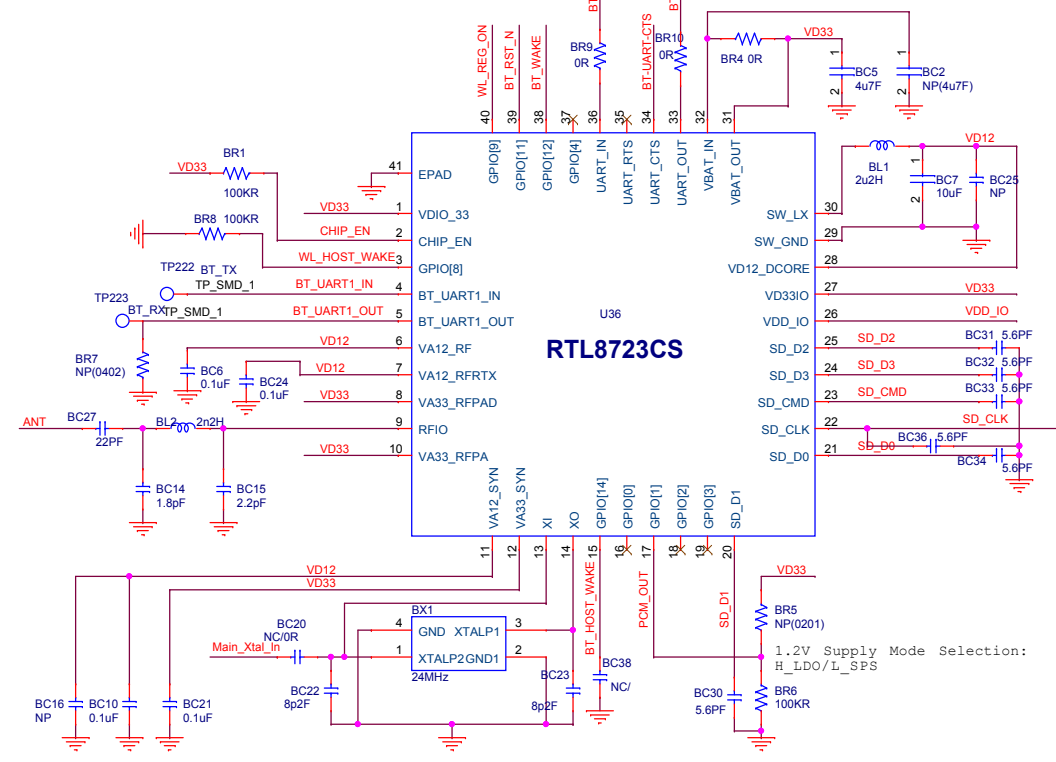 BT
BT
WL_REG_ON
BT_RST_N
BT_WAKE
BR9
0R
BT-UART-CTS
BR10
0R
BR4 0R
VD33
1
BC5
4u7F
2
1
BC2
NP(4u7F)
2
40
39
38
37
36
35
34
33
32
31
GPIO[9]
GPIO[11]
GPIO[12]
GPIO[4]
UART_IN
UART_RTS
UART_CTS
UART_OUT
VBAT_IN
VBAT_OUT
VD33
BR1
100KR
41
EPAD
VD33
1
VDIO_33
BR8 100KR
CHIP_EN
2
CHIP_EN
WL_HOST_WAKE
3
GPIO[8]
TP222
BT_TX
TP_SMD_1
BT_UART1_IN
4
BT_UART1_IN
TP223
BT_RX
TP_SMD_1
BT_UART1_OUT
5
BT_UART1_OUT
BR7
NP(0402)
VD12
6
VA12_RF
BC6
0.1uF
VD12
7
VA12_RFRTX
BC24
0.1uF
VD33
8
VA33_RFPAD
ANT
BC27
22PF
BL2
2n2H
9
RFIO
VD33
10
VA33_RFPA
BC14
1.8pF
BC15
2.2pF
U36
RTL8723CS
BL1
2u2H
VD12
1
BC7
10uF
2
BC25
NP
SW_LX
30
SW_GND
29
VD12_DCORE
28
VD33IO
27
VD33
VDD_IO
26
VDD_IO
SD_D2
25
SD_D2
BC31 5.6PF
SD_D3
24
SD_D3
BC32 5.6PF
SD_CMD
23
SD_CMD
BC33 5.6PF
SD_CLK
22
SD_CLK
BC36 5.6PF
SD_D0
21
SD_D0
BC34
5.6PF
VA12_SYN
VA33_SYN
XI
XO
GPIO[14]
GPIO[0]
GPIO[1]
GPIO[2]
GPIO[3]
SD_D1
11
12
13
14
15
16
17
18
19
20
VD12
VD33
BC16
NP
BC10
0.1uF
BC21
0.1uF
Main_Xtal_In
BC20
NC/0R
BC22
8p2F
BX1
4
GND
XTALP1
3
1
XTALP2
GND1
2
24MHz
BC23
8p2F
BT_HOST_WAKE
BC38
NC/
PCM_OUT
SD_D1
BC30
5.6PF
VD33
BR5
NP(0201)
1.2V Supply Mode Selection:
H_LDO/L_SPS
BR6
100KR